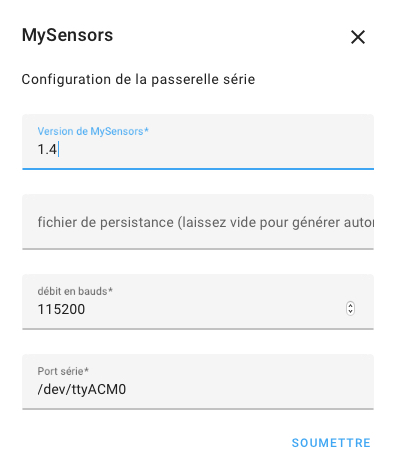 MySensors
Configuration de la passerelle série
Version de MySensors*
1.4
fichier de persistance (laissez vide pour générer auto
débit en bauds*
115200
Port série*
/dev/ttyACM0
SOUMETTRE